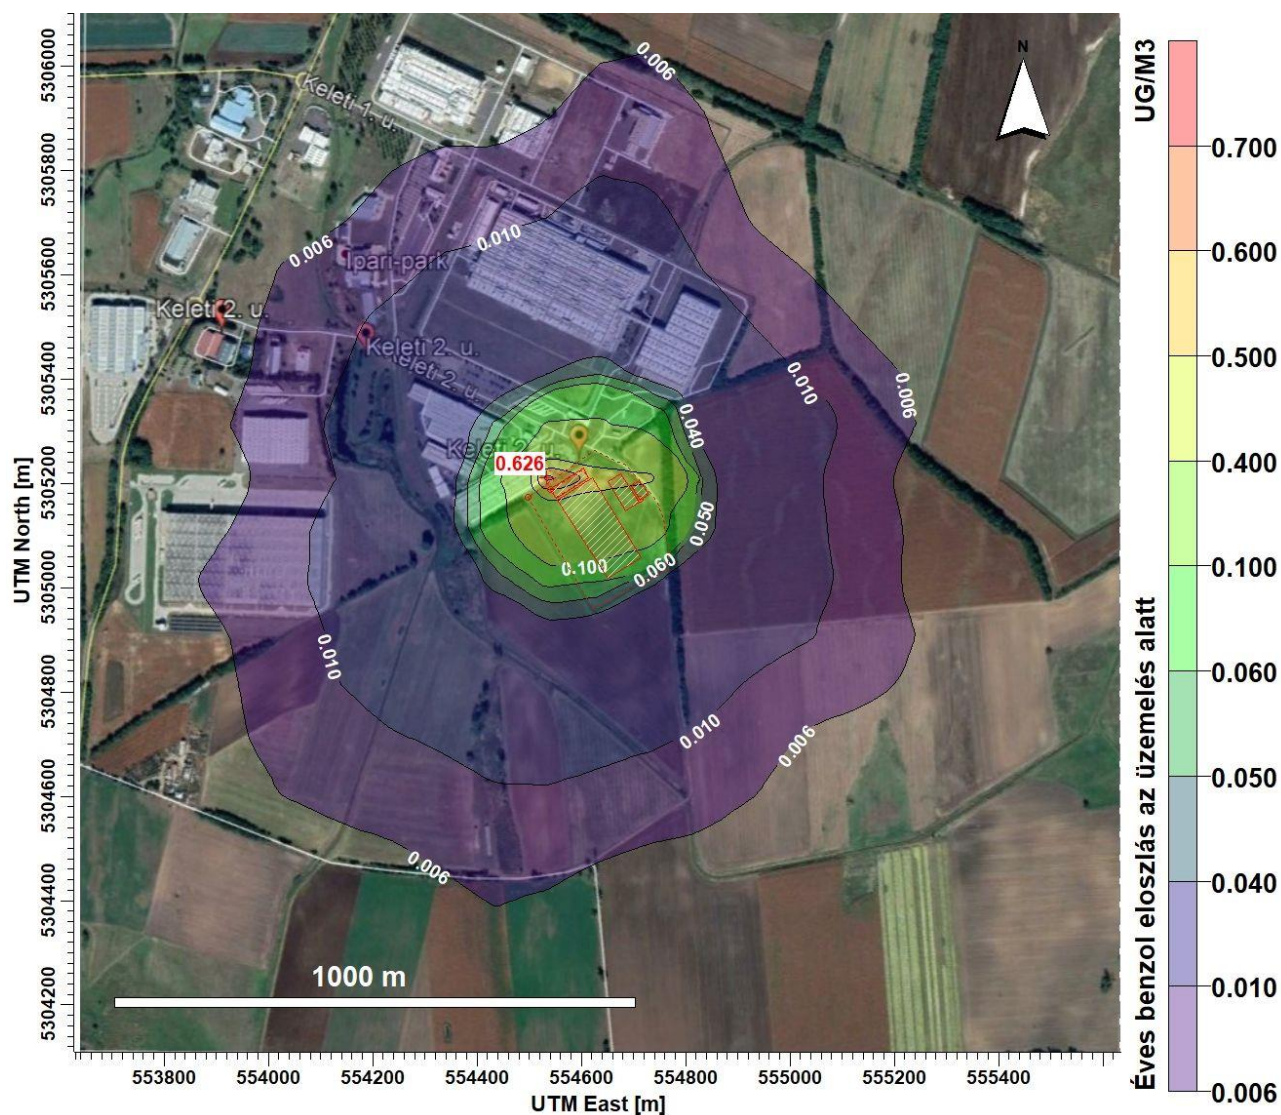 0.006
Keleti 1. u.
N
UG/M3
0.006
0.010
Ipari-park
Keleti 2. u.
Keleti 2. u.
Keleti 2. u.
0.010
0.006
0.040
Keleti 2. u.
0.626
0.050
0.100
0.060
0.010
0.010
0.006
0.006
1000 m
5306000
5305800
5305600
5305400
5305200
5305000
5304800
5304600
5304400
5304200
UTM North [m]
553800 554000 554200 554400 554600 554800 555000 555200 555400
UTM East [m]
Éves benzol eloszlás az üzemelés alatt
0.700
0.600
0.500
0.400
0.100
0.060
0.050
0.040
0.010
0.006